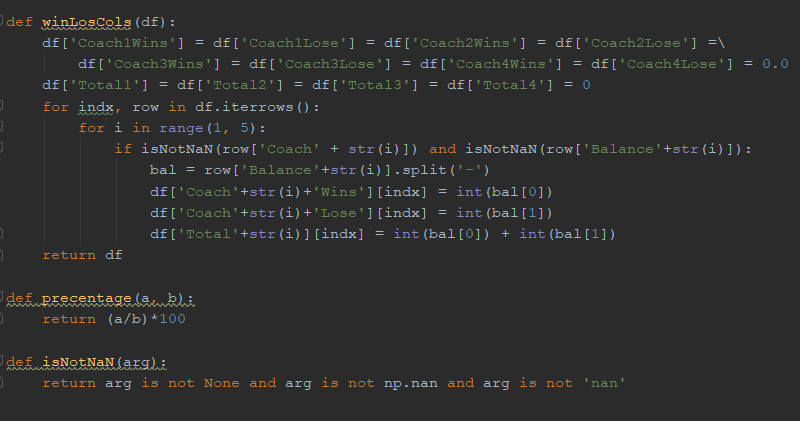 def winLosCols(df):
    df['Coach1Wins'] = df['Coach1Lose'] = df['Coach2Wins'] = df['Coach2Lose'] =\
        df['Coach3Wins'] = df['Coach3Lose'] = df['Coach4Wins'] = df['Coach4Lose'] = 0.0
    df['Total1'] = df['Total2'] = df['Total3'] = df['Total4'] = 0
    for indx, row in df.iterrows():
        for i in range(1, 5):
            if isNotNaN(row['Coach' + str(i)]) and isNotNaN(row['Balance'+str(i)]):
                bal = row['Balance'+str(i)].split('-')
                df['Coach'+str(i)+'Wins'][indx] = int(bal[0])
                df['Coach'+str(i)+'Lose'][indx] = int(bal[1])
                df['Total'+str(i)][indx] = int(bal[0]) + int(bal[1])
    return df
def precentage(a, b):
    return (a/b)*100
def isNotNaN(arg):
    return arg is not None and arg is not np.nan and arg is not 'nan'